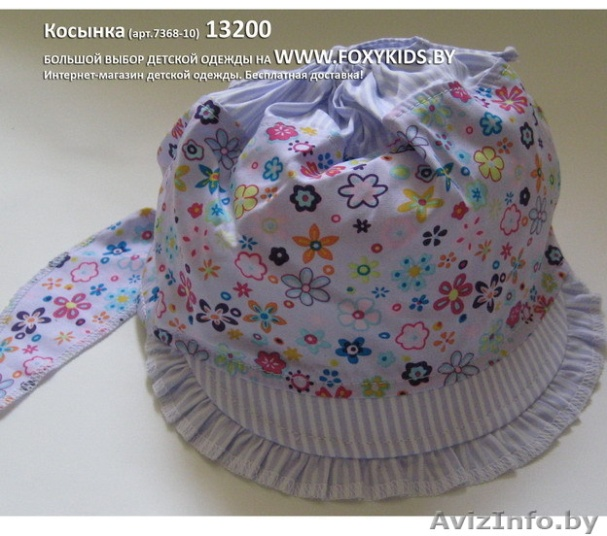 Косынка (арт.7368-10) 13200
БОЛЬШОЙ ВЫБОР ДЕТСКОЙ ОДЕЖДЫ НА WWW.FOXYKIDS.BY
Интернет-магазин детской одежды. Бесплатная доставка!
AvizInfo.by